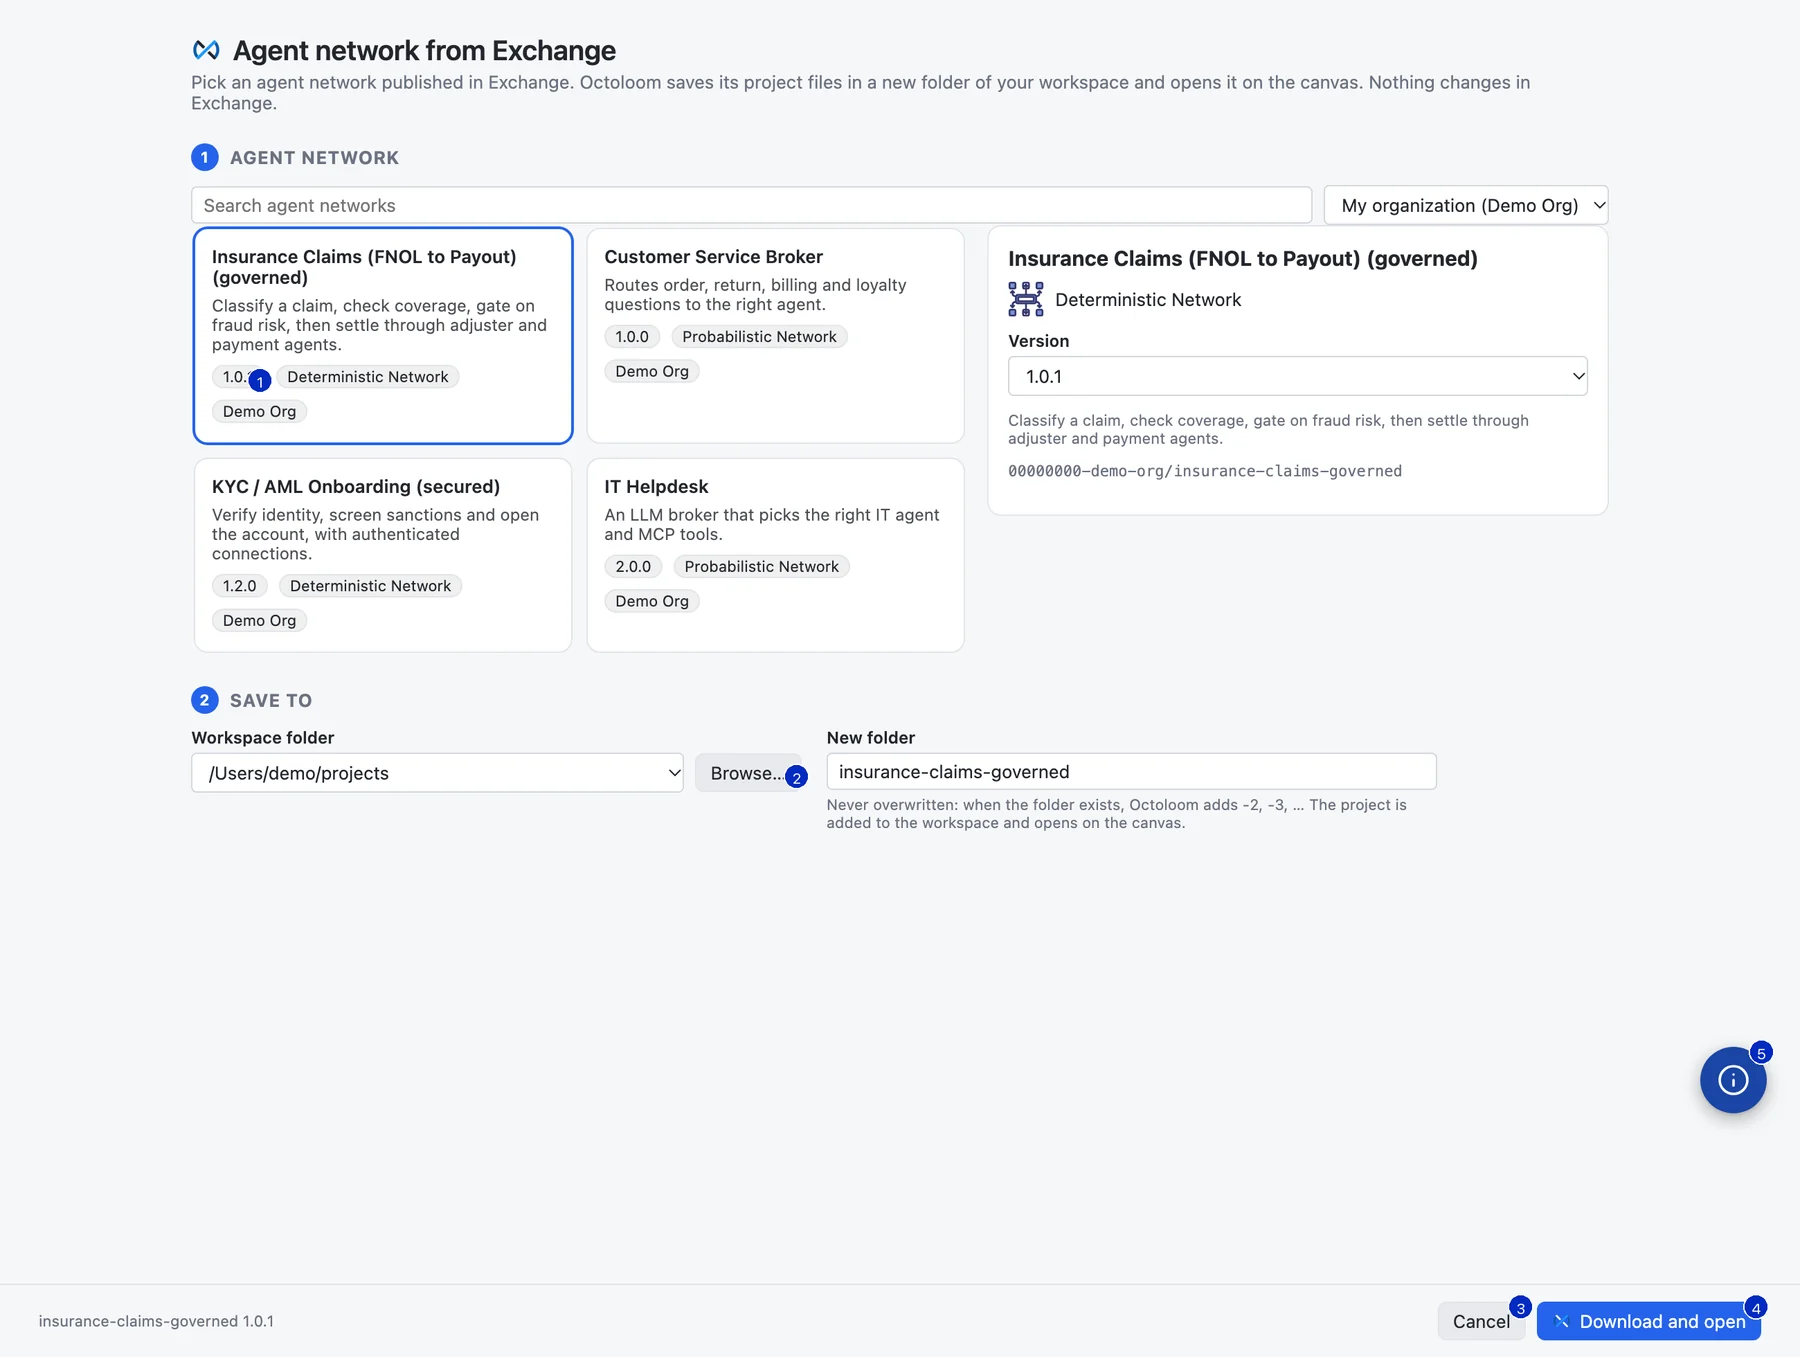 Agent network from Exchange
Pick an agent network published in Exchange. Octoloom saves its project files in a new folder of your workspace and opens it on the canvas. Nothing changes in
Exchange.
1 AGENT NETWORK
Search agent networks
My organization (Demo Org)
Insurance Claims (FNOL to Payout)
(governed)
Classify a claim, check coverage, gate on
fraud risk, then settle through adjuster and
payment agents.
1.0. 1 Deterministic Network
Demo Org
Customer Service Broker
Routes order, return, billing and loyalty
questions to the right agent.
1.0.0 Probabilistic Network
Demo Org
Insurance Claims (FNOL to Payout) (governed)
Deterministic Network
Version
1.0.1
Classify a claim, check coverage, gate on fraud risk, then settle through
adjuster and payment agents.
00000000-demo-org/insurance-claims-governed
KYC / AML Onboarding (secured)
Verify identity, screen sanctions and open
the account, with authenticated
connections.
1.2.0 Deterministic Network
Demo Org
IT Helpdesk
An LLM broker that picks the right IT agent
and MCP tools.
2.0.0 Probabilistic Network
Demo Org
2 SAVE TO
Workspace folder
/Users/demo/projects
Browse... 2
New folder
insurance-claims-governed
Never overwritten: when the folder exists, Octoloom adds -2, -3, ... The project is
added to the workspace and opens on the canvas.
5
insurance-claims-governed 1.0.1
Cancel 3
Download and open 4